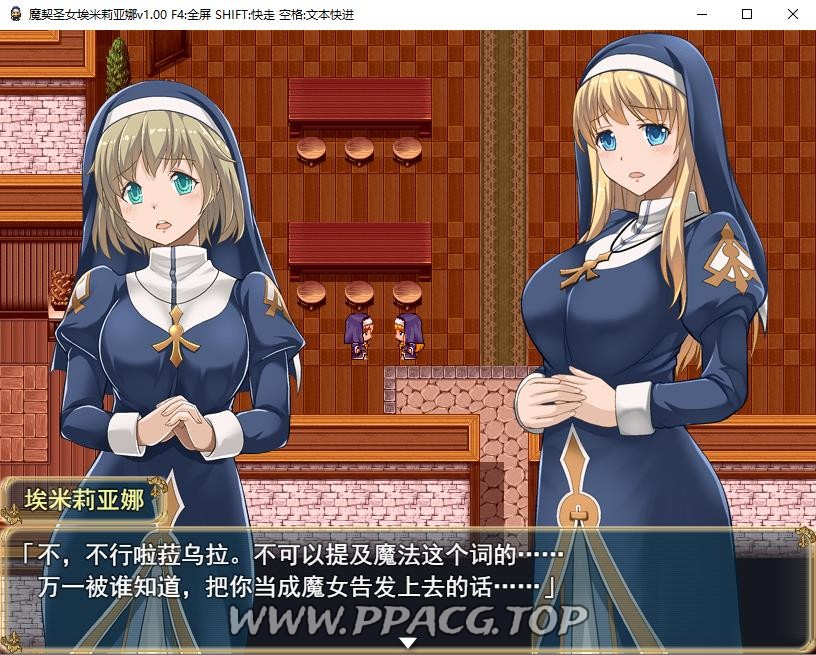 魔契圣女埃米莉亚娜v1.00 F4:全屏 SHIFT:快走 空格:文本快进
埃米莉亚娜
「不，不行啦菈乌拉。不可以提及魔法这个词的……
万一被谁知道，把你当成魔女告发上去的话……」
WWW.PPACG.TOP